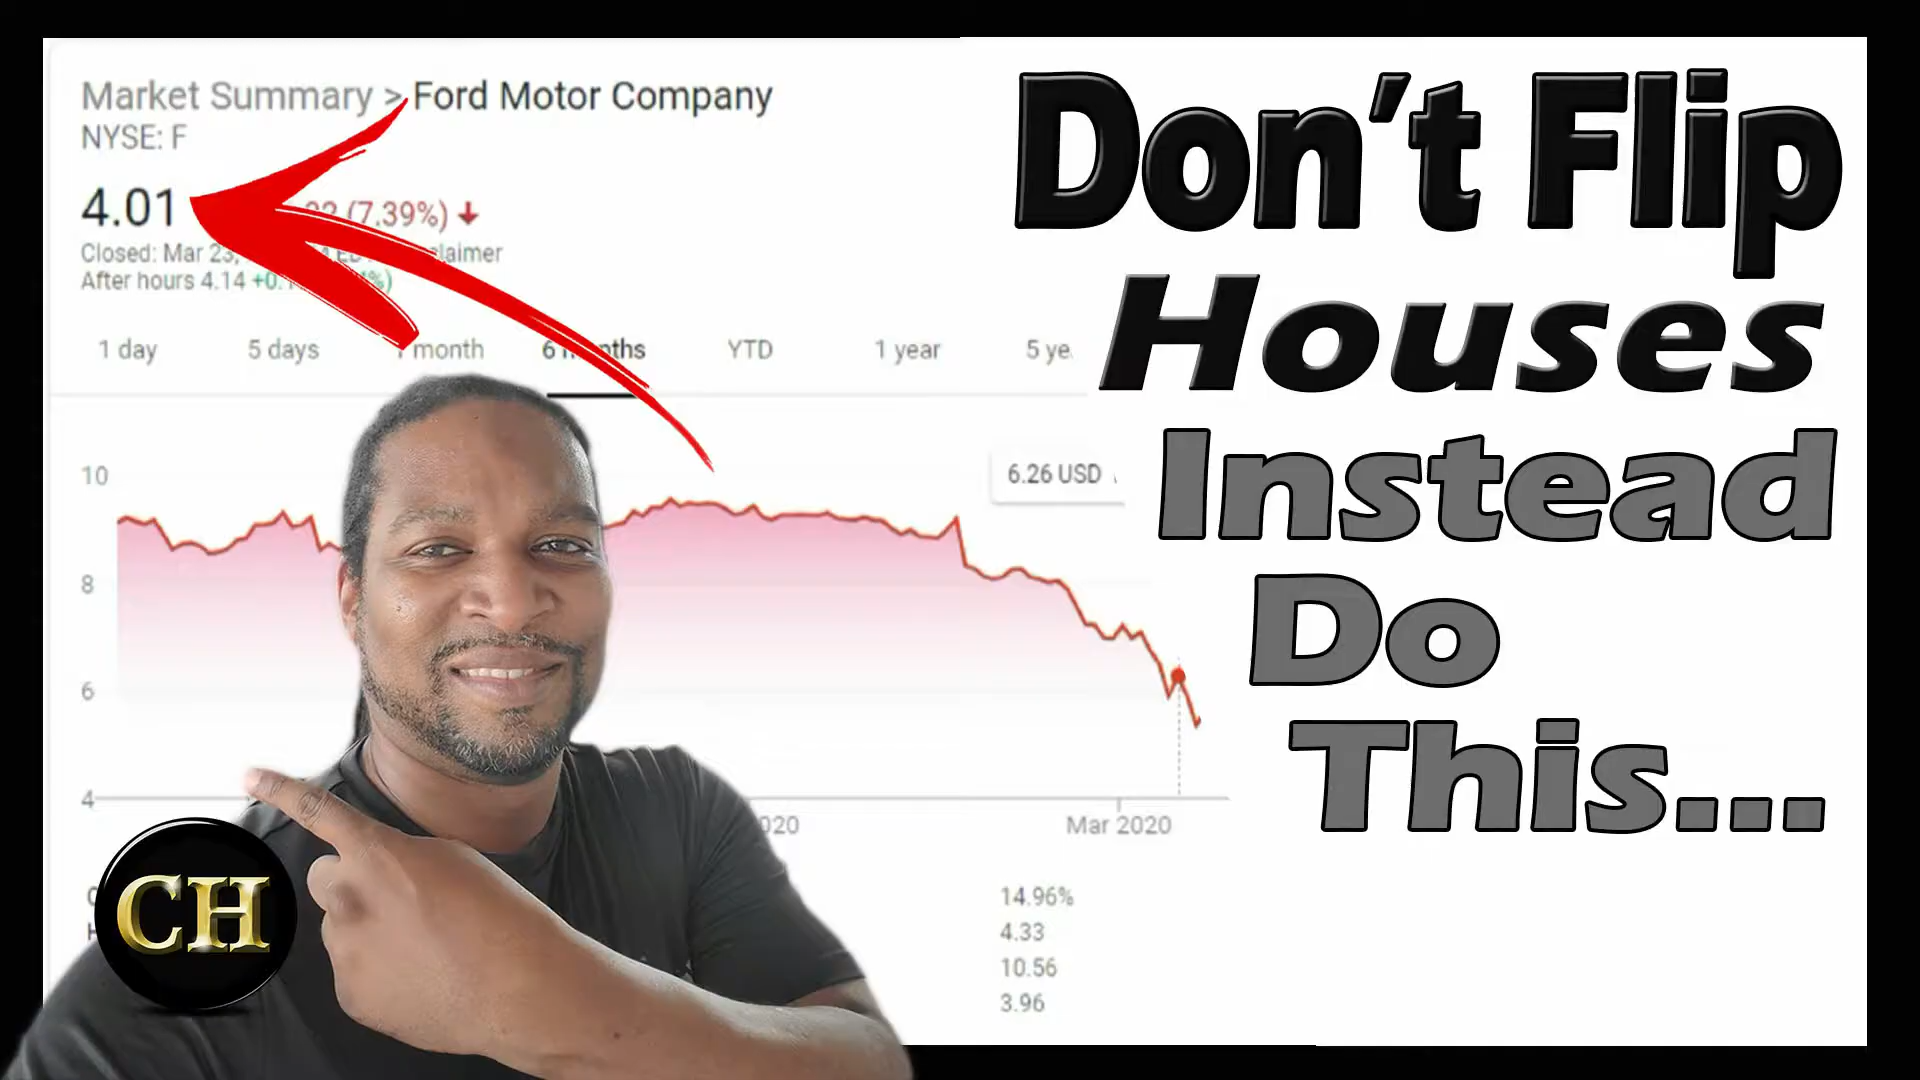 Market Summary > Ford Motor Company
NYSE: F
4.01
(7.39%)
Closed: Mar 23,
After hours 4.14
1 day 5 days month 6 YTD 1 year
10
6.26 USD
8
6
4
Mar 2020
14.96%
4.33
10.56
3.96
CH
Don't Flip
Houses
Instead
Do
This...